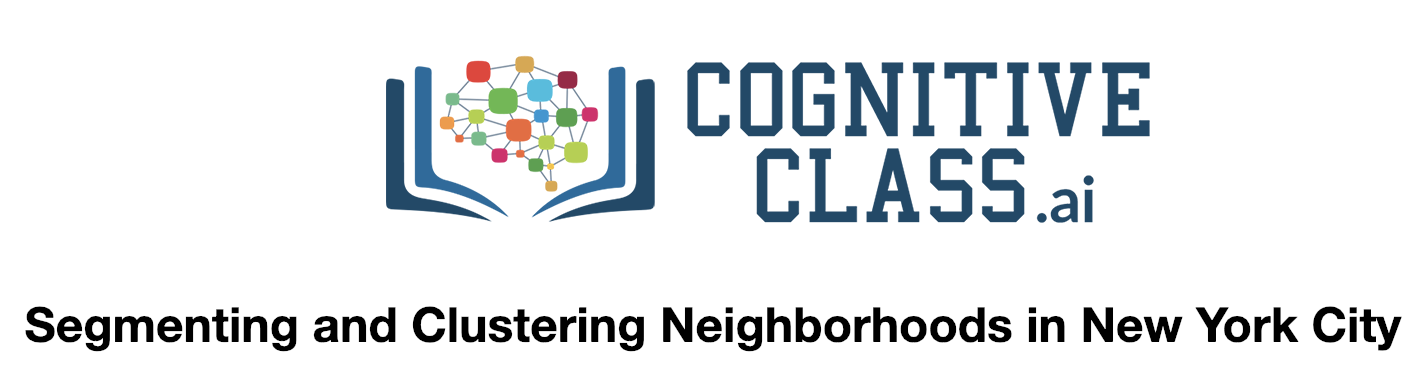 COGNITIVE
CLASS.ai
Segmenting and Clustering Neighborhoods in New York City